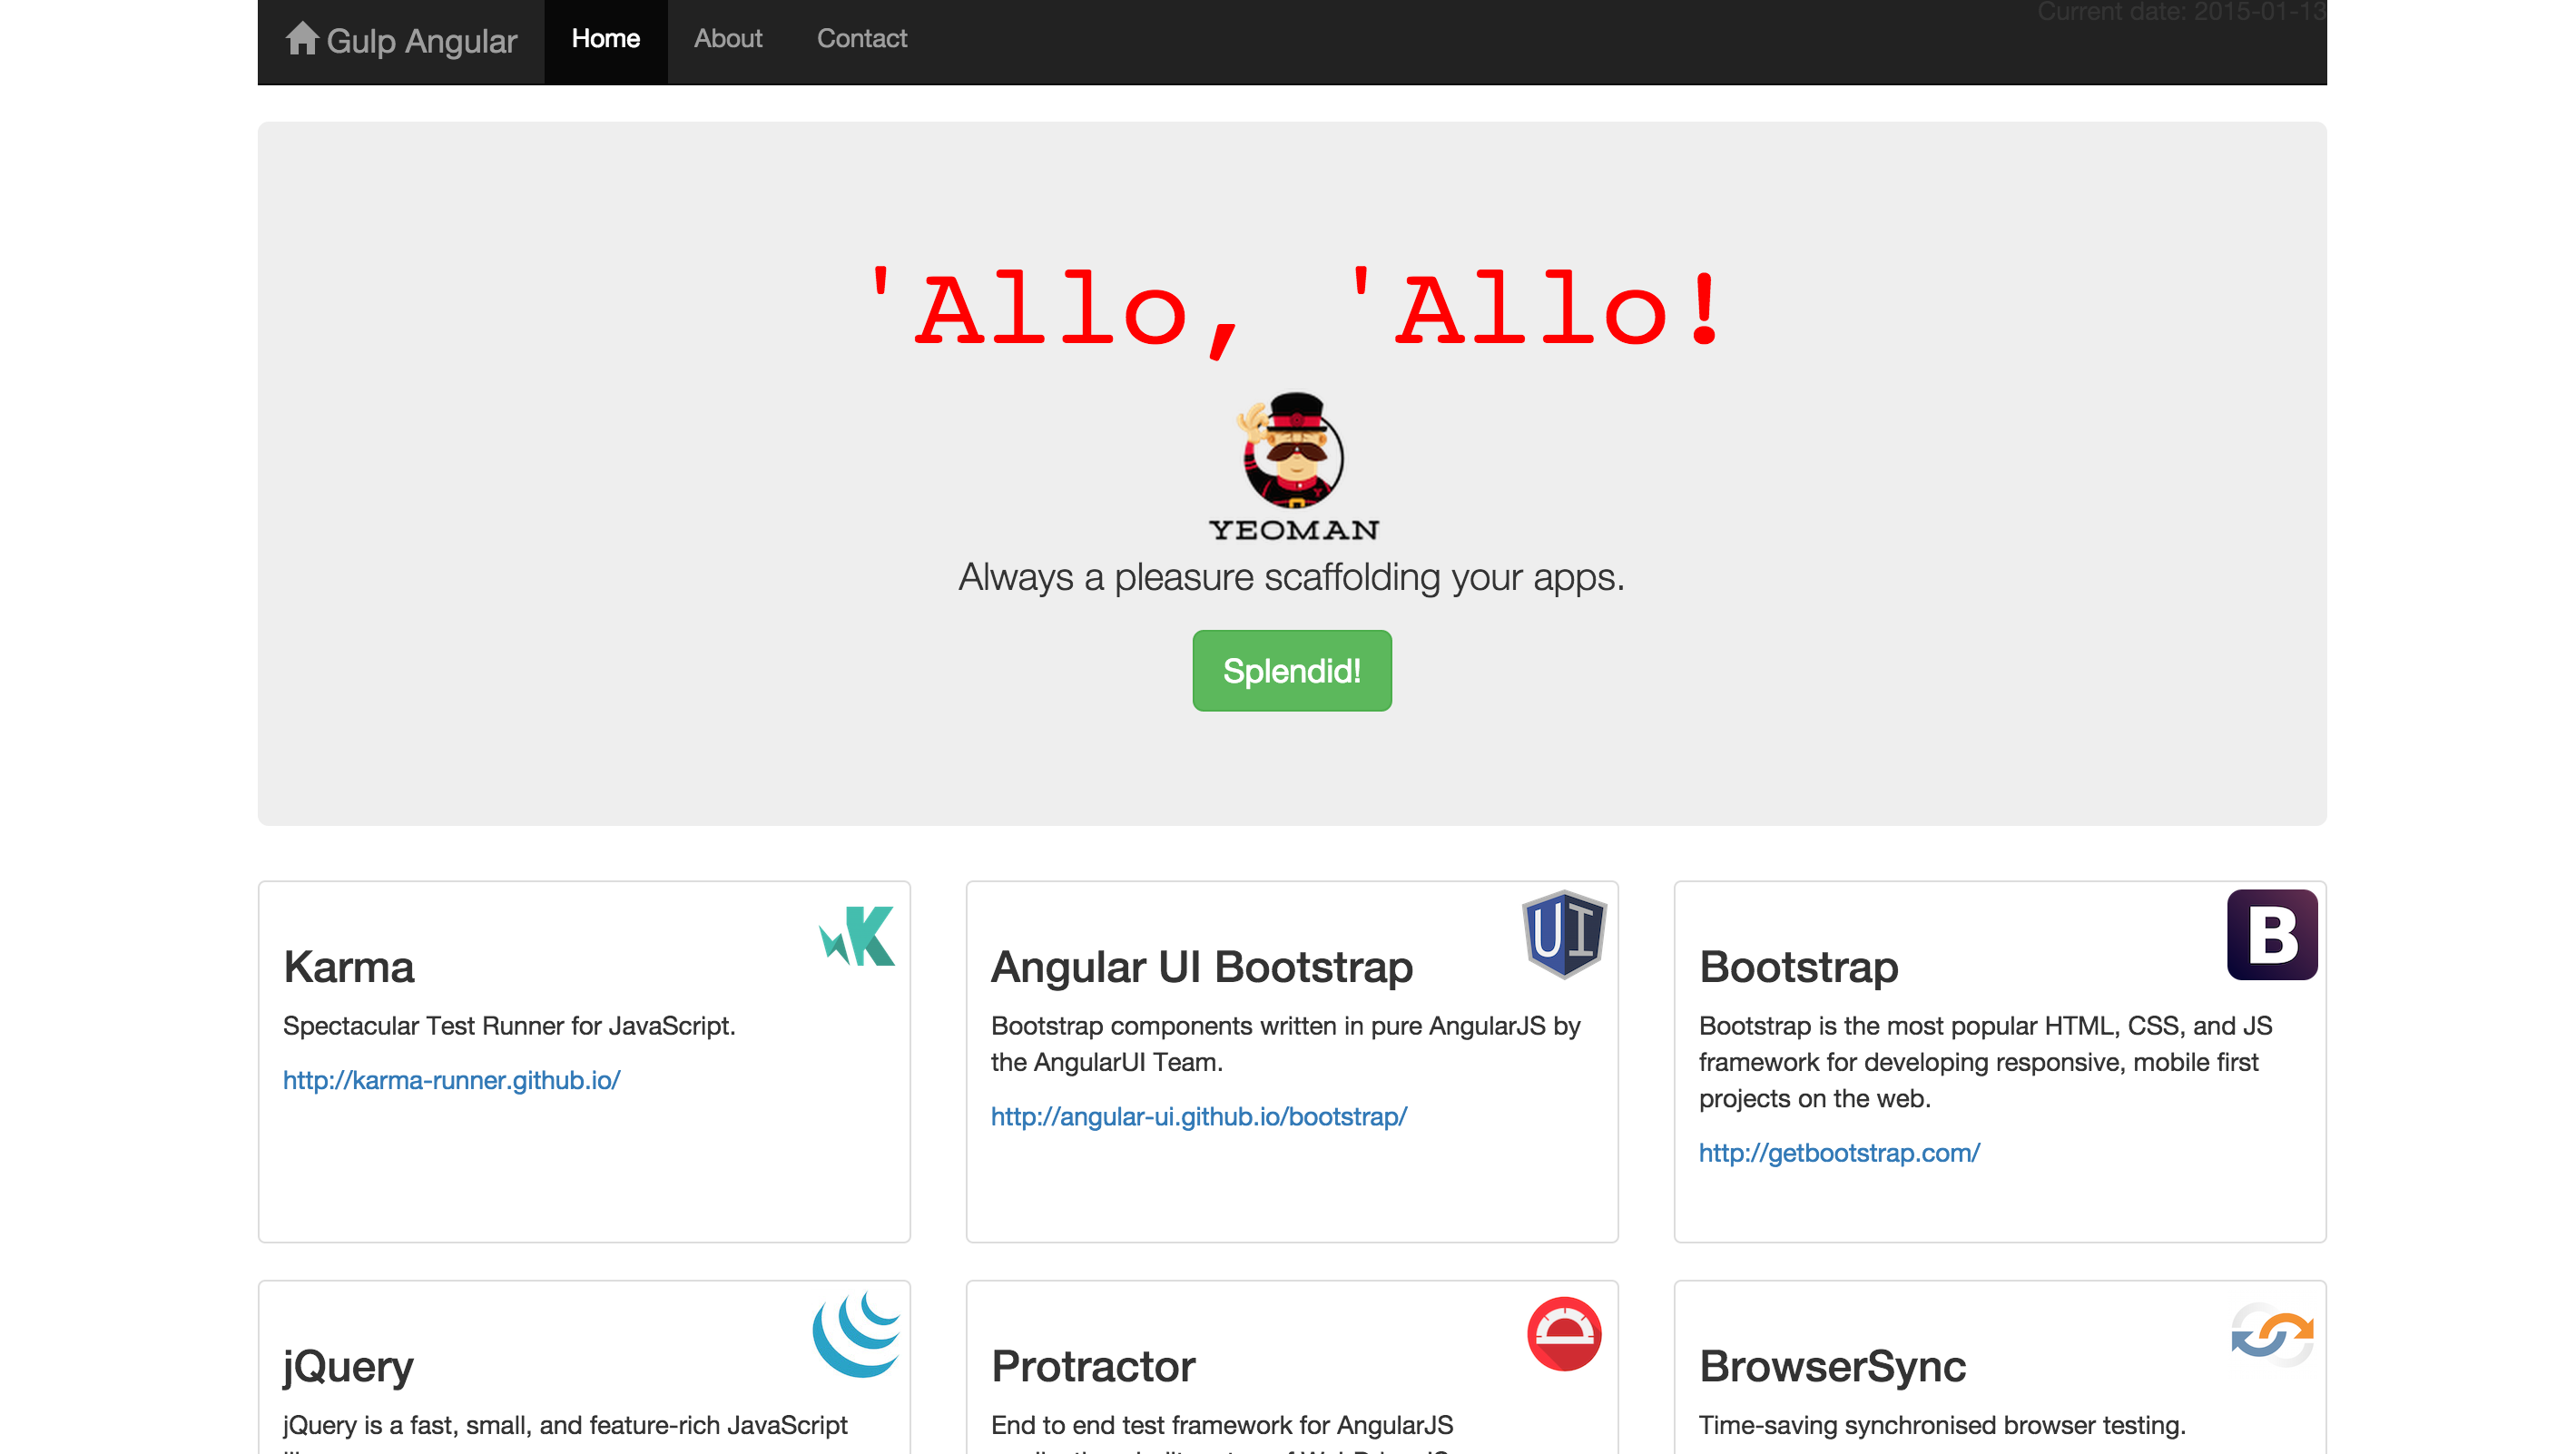 Gulp Angular Home About Contact Current date: 2015-01-13
'Allo, 'Allo!
YEOMAN
Always a pleasure scaffolding your apps.
Splendid!
K
Karma
Spectacular Test Runner for JavaScript.
http://karma-runner.github.io/
UI
Angular UI Bootstrap
Bootstrap components written in pure AngularJS by
the AngularUI Team.
http://angular-ui.github.io/bootstrap/
B
Bootstrap
Bootstrap is the most popular HTML, CSS, and JS
framework for developing responsive, mobile first
projects on the web.
http://getbootstrap.com/
jQuery
jQuery is a fast, small, and feature-rich JavaScript
Protractor
End to end test framework for AngularJS
BrowserSync
Time-saving synchronised browser testing.